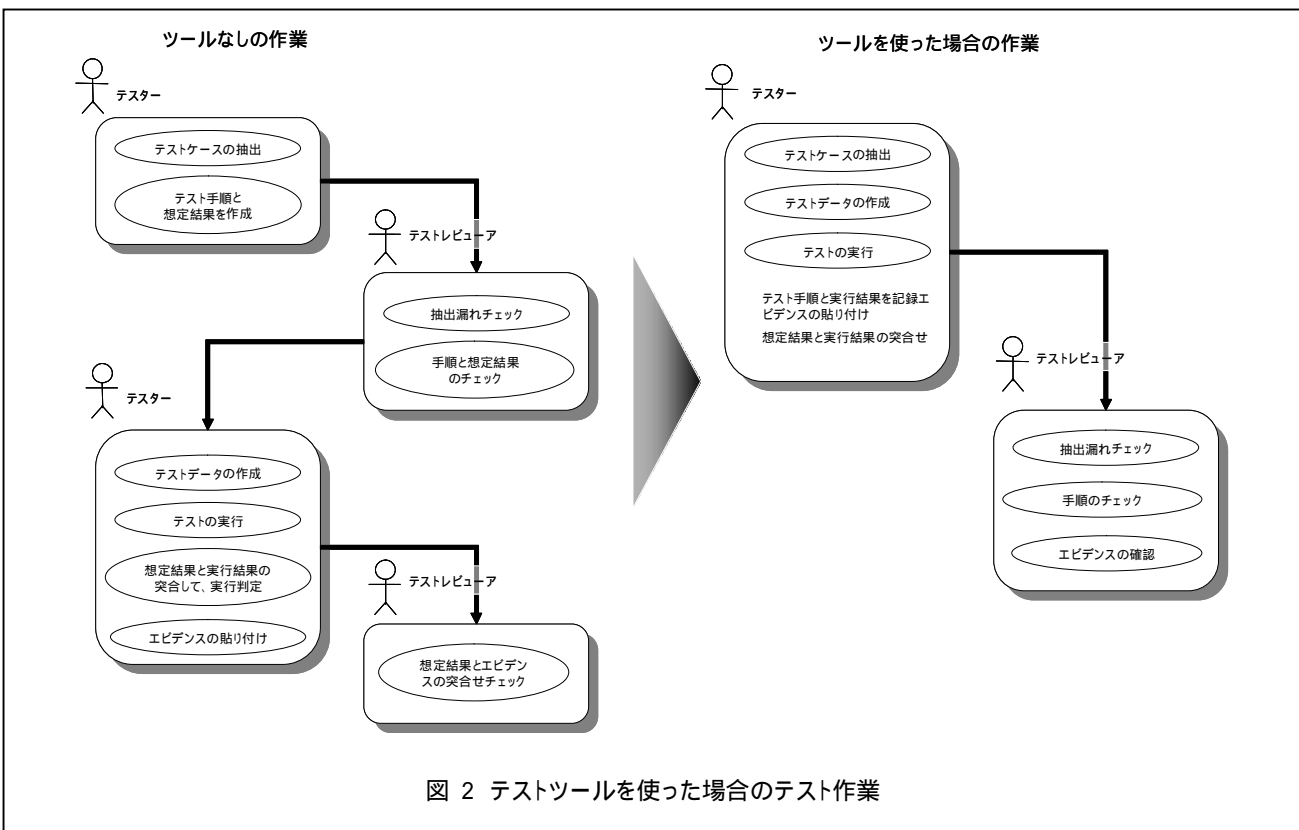 ツールなしの作業
テスター
テストケースの抽出
テスト手順と
想定結果を作成
テストレビューア
抽出漏れチェック
手順と想定結果
のチェック
テスター
テストデータの作成
テストの実行
想定結果と実行結果の
突合して、実行判定
エビデンスの貼り付け
テストレビューア
想定結果とエビデン
スの突合せチェック
ツールを使った場合の作業
テスター
テストケースの抽出
テストデータの作成
テストの実行
テスト手順と実行結果を記録エ
ビデンスの貼り付け
想定結果と実行結果の突合せ
テストレビューア
抽出漏れチェック
手順のチェック
エビデンスの確認
図 2 テストツールを使った場合のテスト作業